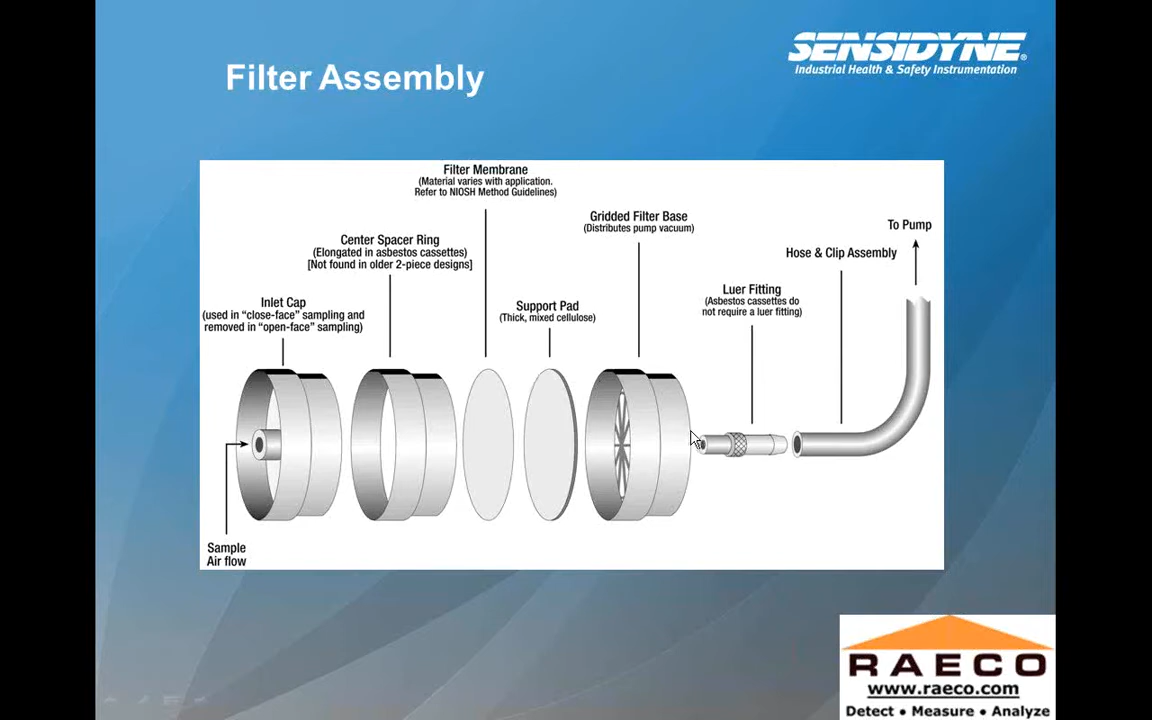 SENSIDYNE®
Industrial Health & Safety Instrumentation
Filter Assembly
Filter Membrane
(Material varies with application.
Refer to NIOSH Method Guidelines)
Gridded Filter Base
(Distributes pump vacuum)
To Pump
Center Spacer Ring
(Elongated in asbestos cassettes)
[Not found in older 2-piece designs]
Hose & Clip Assembly
Luer Fitting
(Asbestos cassettes do
not require a luer fitting)
Inlet Cap
(used in “close-face” sampling and
removed in “open-face” sampling)
Support Pad
(Thick, mixed cellulose)
Sample
Air flow
RAECO
www.raeco.com
Detect • Measure • Analyze